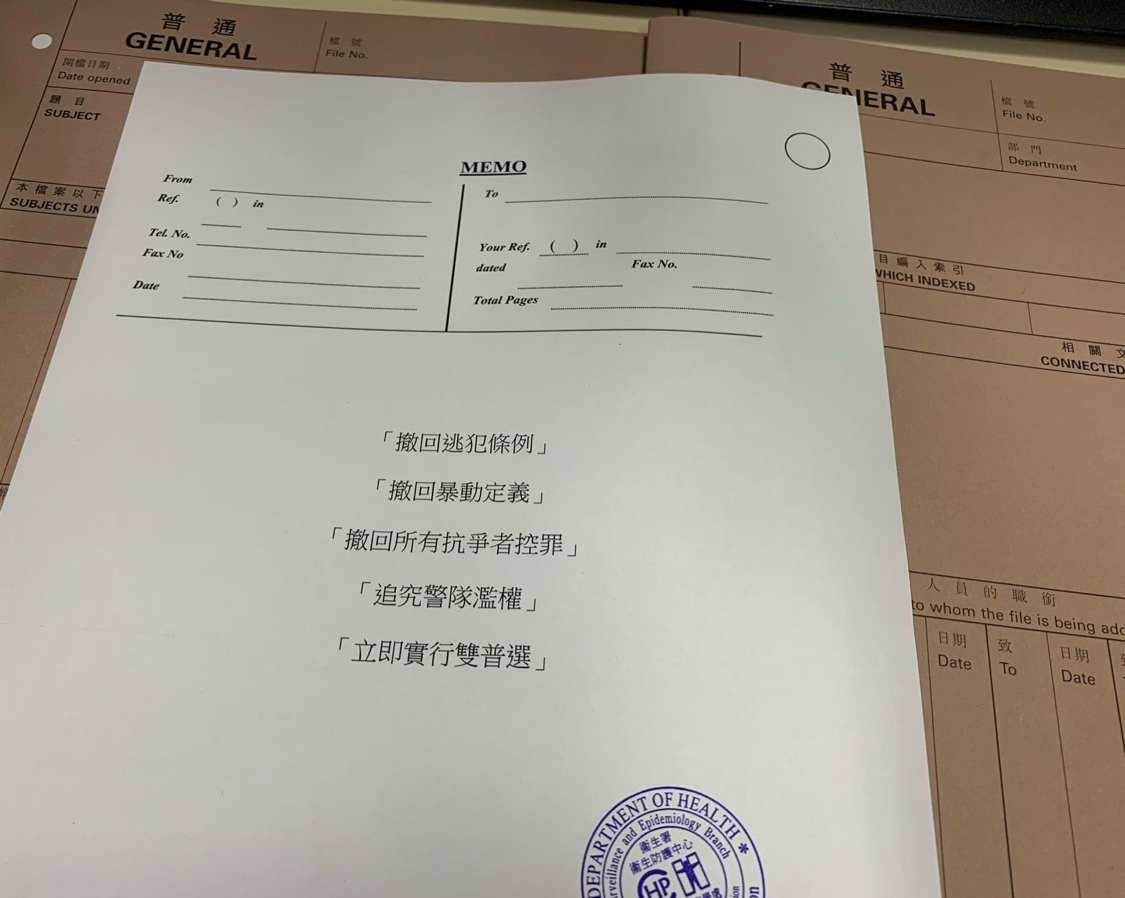 普通
GENERAL
檔號
File No.
開檔日期
Date opened
題目
SUBJECT
本檔案以下
SUBJECTS UN
普通
GENERAL
檔號
File No.
部門
Department
目編入索引
WHICH INDEXED
相關文
CONNECTED
人員的職銜
to whom the file is being add
日期
Date
致
To
日期
Date
MEMO
From
Ref. ( ) in
Tel. No.
Fax No
Date
To
Your Ref. ( ) in
dated Fax No.
Total Pages
「撤回逃犯條例」
「撤回暴動定義」
「撤回所有抗爭者控罪」
「追究警隊濫權」
「立即實行雙普選」
DEPARTMENT OF HEALTH *
rveillance and Epidemiology Branch
衞生署
衞生防護中心
CHP